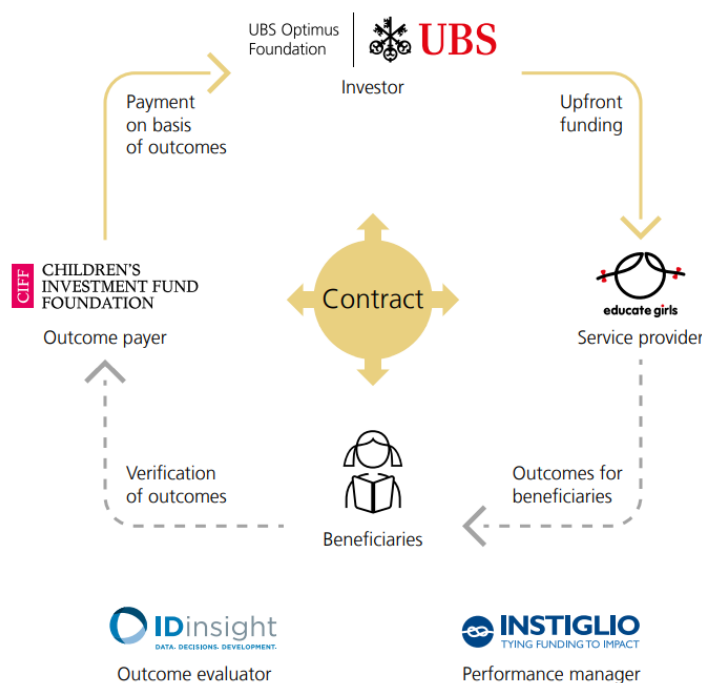 UBS Optimus
Foundation
UBS
Investor
Payment
on basis
of outcomes
Upfront
funding
CIFF
CHILDREN'S
INVESTMENT FUND
FOUNDATION
Outcome payer
Contract
educate girls
Service provider
Verification
of outcomes
Outcomes for
beneficiaries
Beneficiaries
IDinsight
DATA. DECISIONS. DEVELOPMENT.
Outcome evaluator
INSTIGLIO
TYING FUNDING TO IMPACT
Performance manager